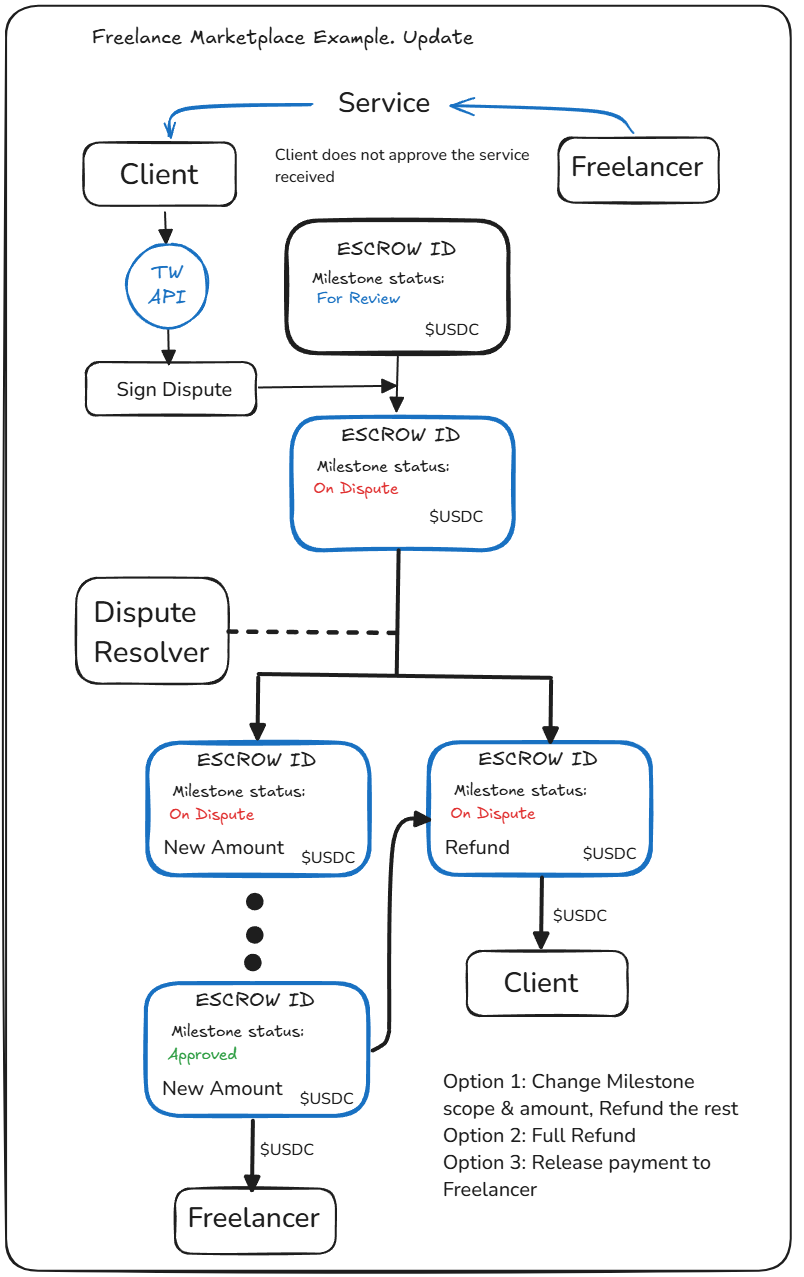 Freelance Marketplace Example. Update
Service
Client
Client does not approve the service
received
Freelancer
TW
API
ESCROW ID
Milestone status:
For Review
$USDC
Sign Dispute
ESCROW ID
Milestone status:
On Dispute
$USDC
Dispute
Resolver
ESCROW ID
Milestone status:
On Dispute
New Amount
$USDC
ESCROW ID
Milestone status:
On Dispute
Refund
$USDC
$USDC
Client
ESCROW ID
Milestone status:
Approved
New Amount
$USDC
$USDC
Freelancer
Option 1: Change Milestone
scope & amount, Refund the rest
Option 2: Full Refund
Option 3: Release payment to
Freelancer